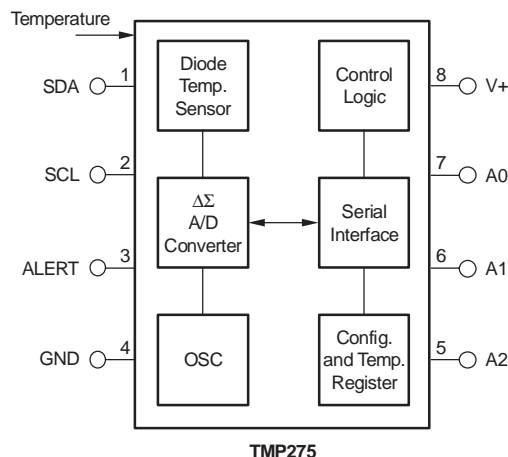 Temperature
1
SDA
Diode
Temp.
Sensor
Control
Logic
8
V+
2
SCL
ΔΣ
A/D
Converter
Serial
Interface
7
A0
3
ALERT
6
A1
4
GND
OSC
Config.
and Temp.
Register
5
A2
TMP275